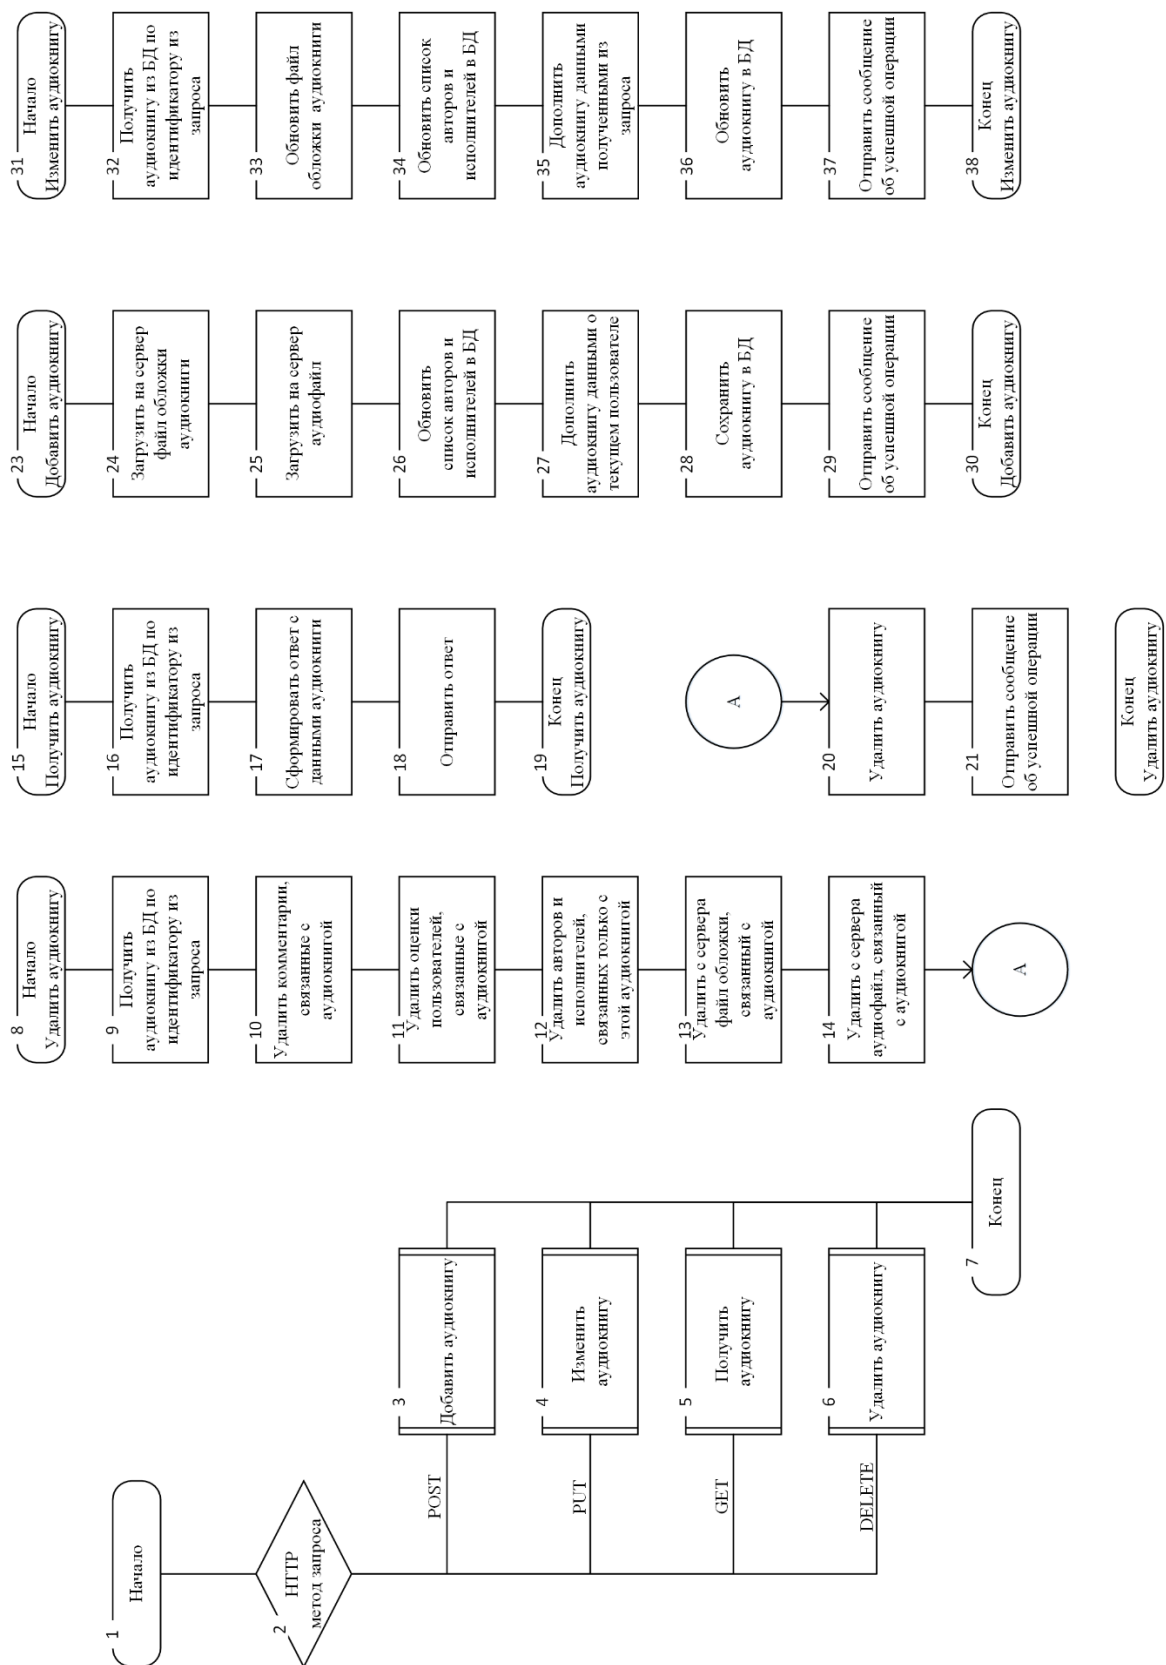 1
Начало
2
HTTP
метод запроса
POST
3
Добавить аудиокнигу
PUT
4
Изменить
аудиокнигу
GET
5
Получить
аудиокнигу
DELETE
6
Удалить аудиокнигу
7
Конец
8
Начало
Удалить аудиокнигу
9
Получить
аудиокнигу из БД по
идентификатору из
запроса
10
Удалить комментарии,
связанные с
аудиокнигой
11
Удалить оценки
пользователей,
связанные с
аудиокнигой
12
Удалить авторов и
исполнителей,
связанных только с
этой аудиокнигой
13
Удалить с сервера
файл обложки,
связанный с
аудиокнигой
14
Удалить с сервера
аудиофайл, связанный
с аудиокнигой
А
15
Начало
Получить аудиокнигу
16
Получить
аудиокнигу из БД по
идентификатору из
запроса
17
Сформировать ответ с
данными аудиокниги
18
Отправить ответ
19
Конец
Получить аудиокнигу
А
20
Удалить аудиокнигу
21
Отправить сообщение
об успешной операции
Конец
Удалить аудиокнигу
23
Начало
Добавить аудиокнигу
24
Загрузить на сервер
файл обложки
аудиокниги
25
Загрузить на сервер
аудиофайл
26
Обновить
список авторов и
исполнителей в БД
27
Дополнить
аудиокнигу данными о
текущем пользователе
28
Сохранить
аудиокнигу в БД
29
Отправить сообщение
об успешной операции
30
Конец
Добавить аудиокнигу
31
Начало
Изменить аудиокнигу
32
Получить
аудиокнигу из БД по
идентификатору из
запроса
33
Обновить файл
обложки аудиокниги
34
Обновить список
авторов и
исполнителей в БД
35
Дополнить
аудиокнигу данными
полученными из
запроса
36
Обновить
аудиокнигу в БД
37
Отправить сообщение
об успешной операции
38
Конец
Изменить аудиокнигу